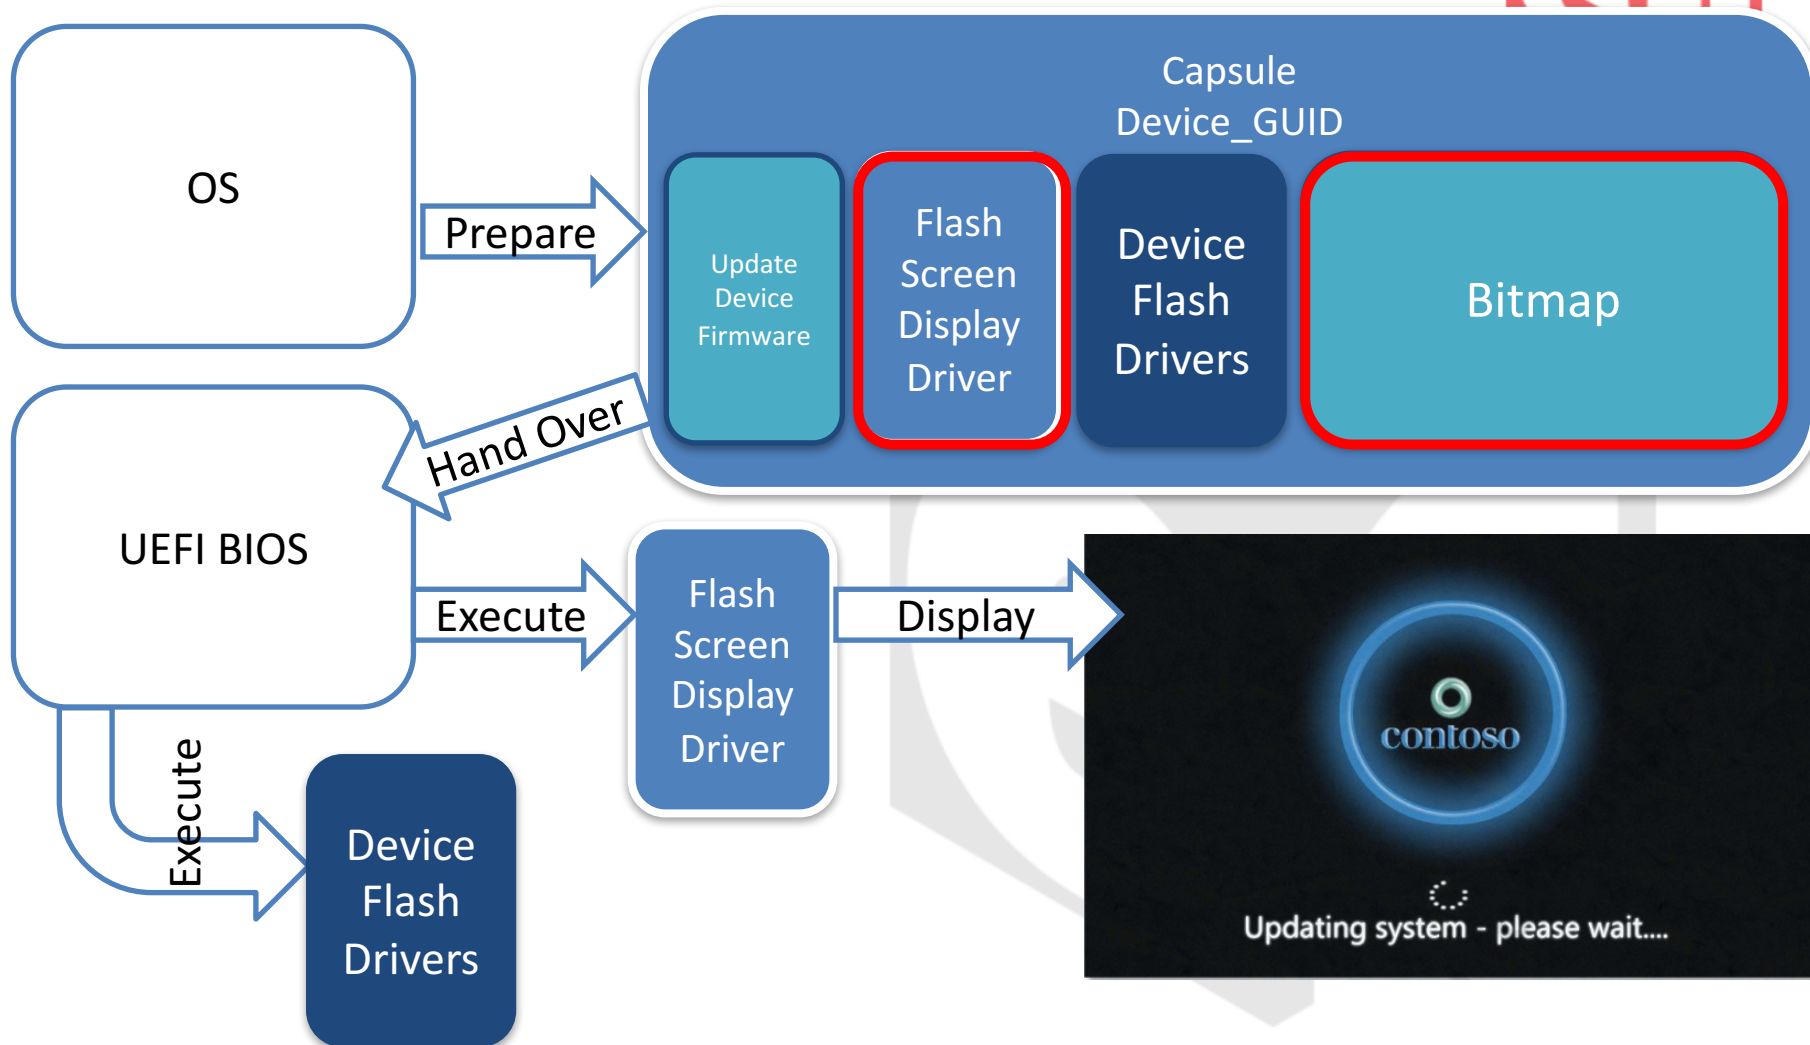 Capsule
Device_GUID
OS
Prepare
Update
Device
Firmware
Flash
Screen
Display
Driver
Device
Flash
Drivers
Bitmap
Hand Over
UEFI BIOS
Execute
Flash
Screen
Display
Driver
Display
contoso
Updating system - please wait....
Execute
Device
Flash
Drivers